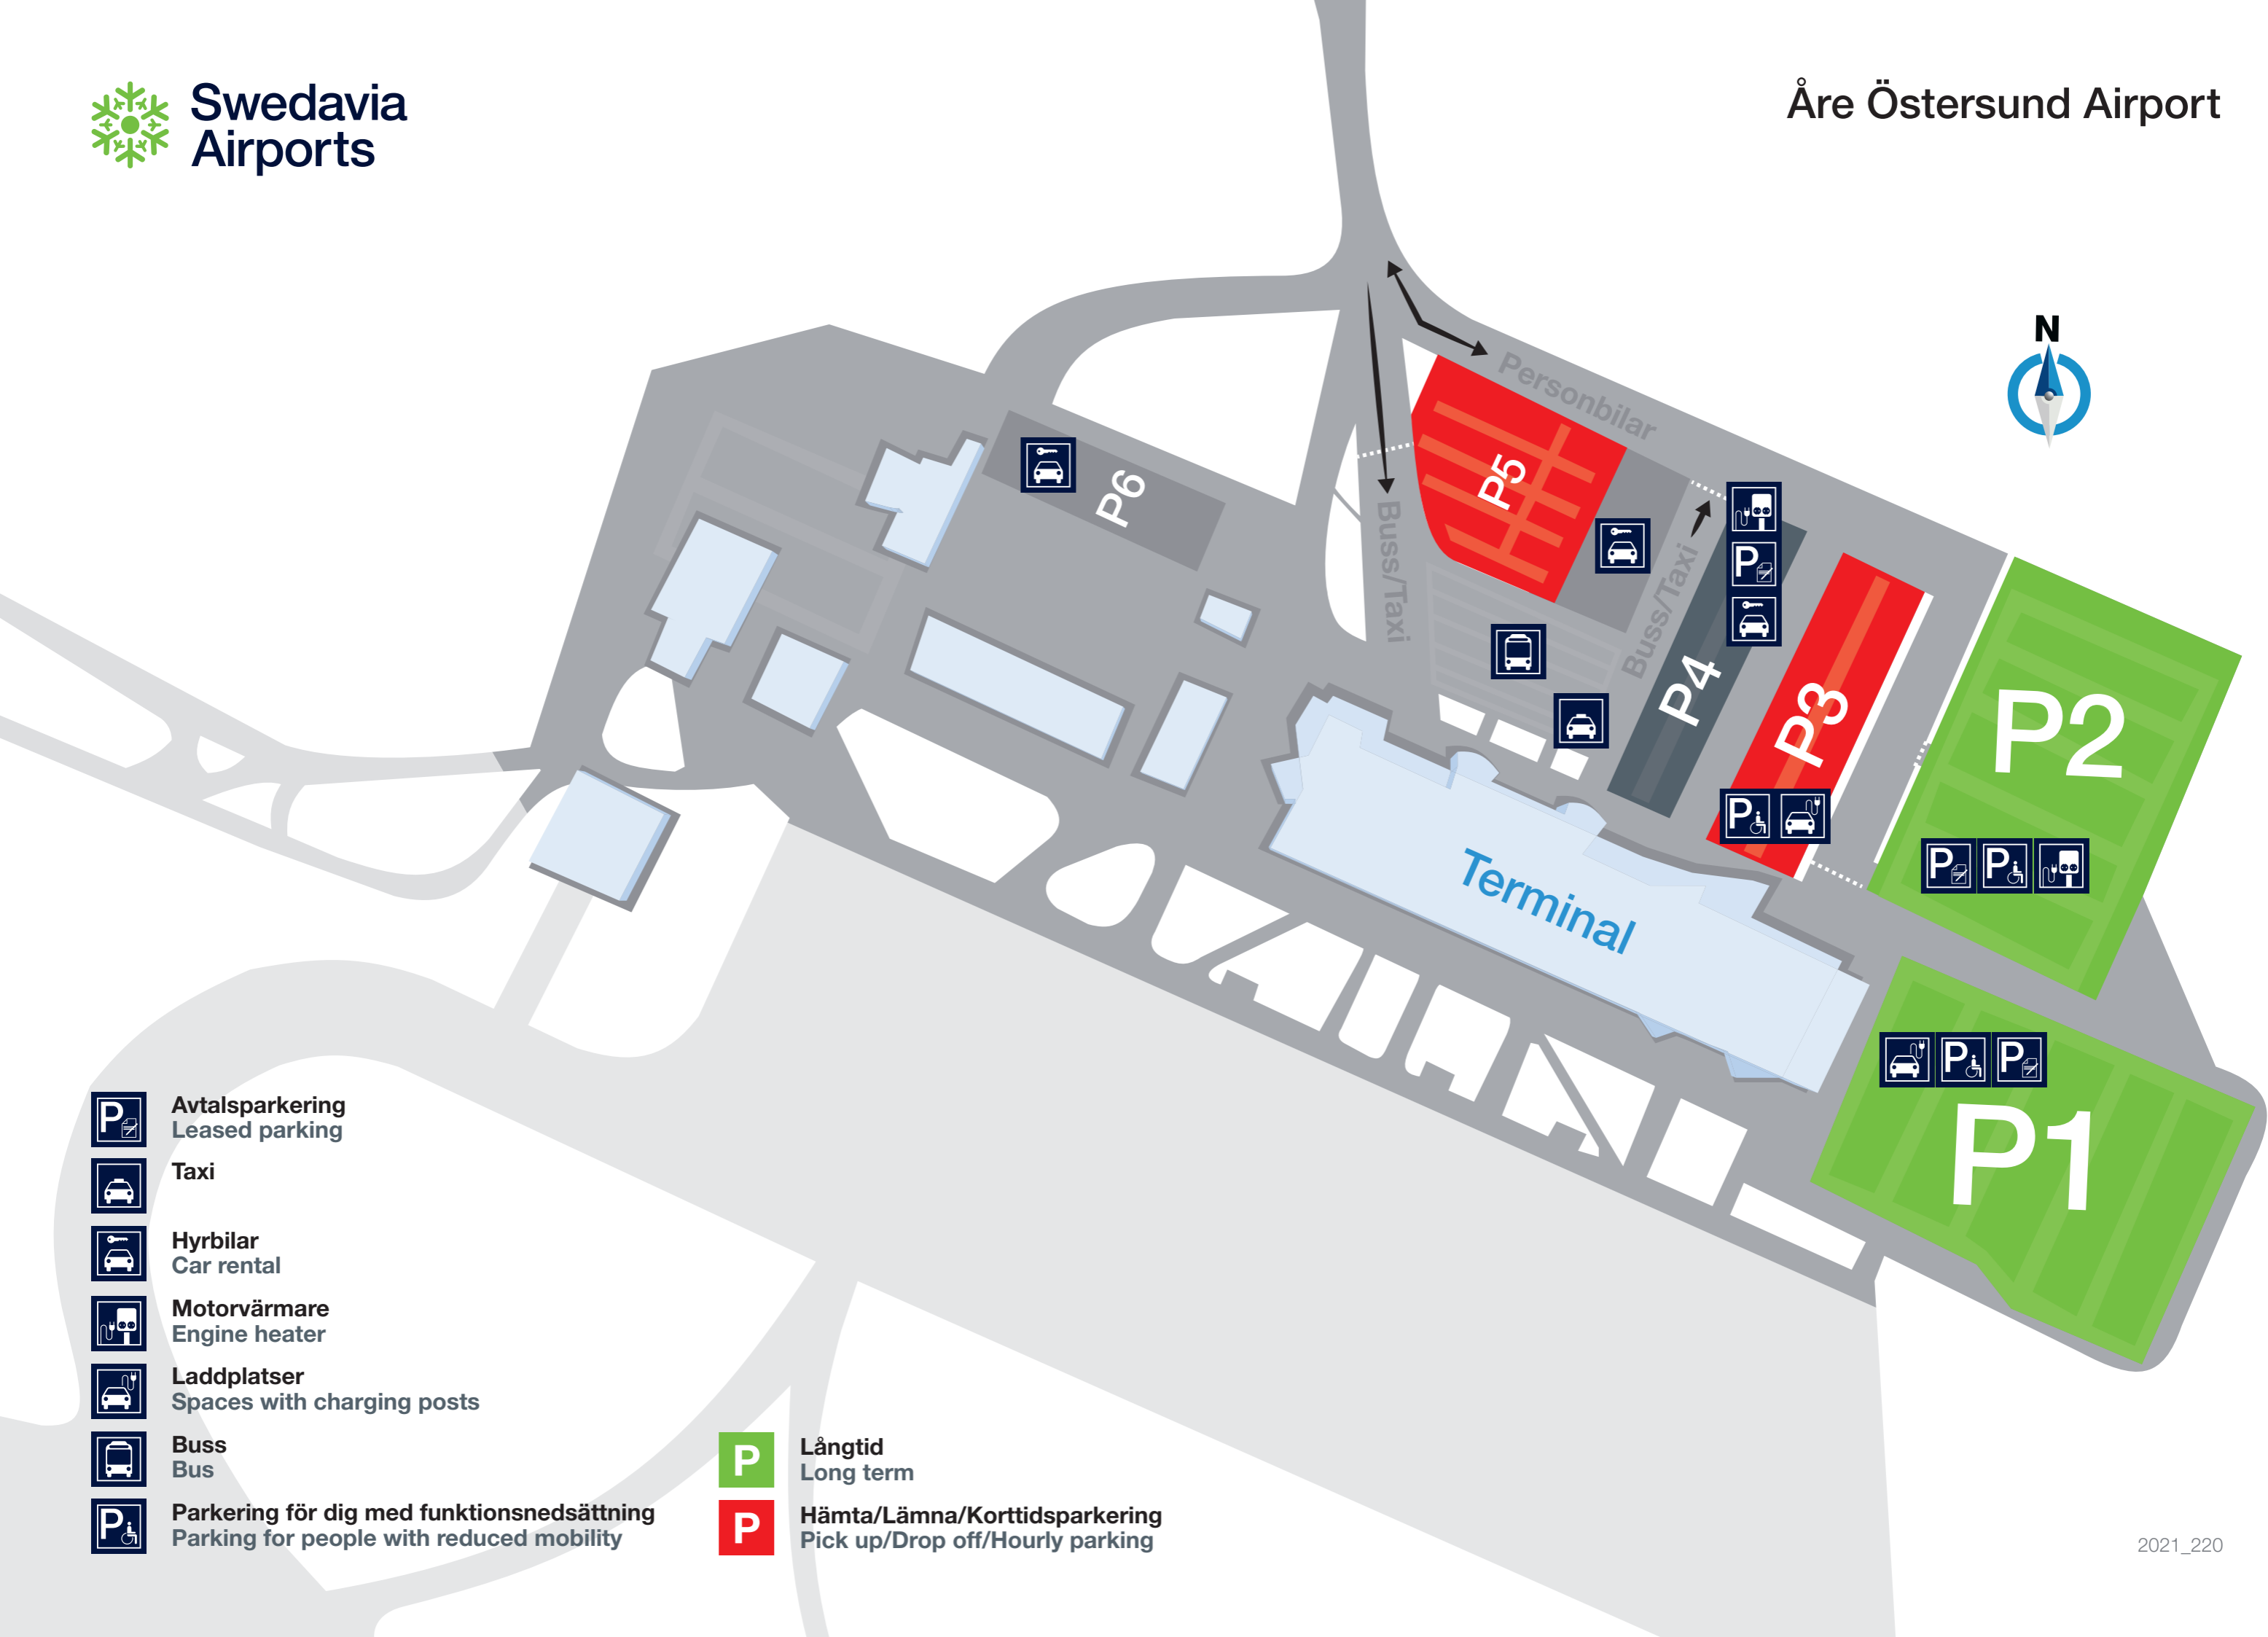 Swedavia
Airports
Åre Östersund Airport
N
Personbilar
Buss/Taxi
Buss/Taxi
P6
P5
P4
P
P3
P
P2
P
P
Terminal
P
P
P1
P
Avtalsparkering
Leased parking
Taxi
Hyrbilar
Car rental
Motorvärmare
Engine heater
Laddplatser
Spaces with charging posts
Buss
Bus
P
Parkering för dig med funktionsnedsättning
Parking for people with reduced mobility
P
Långtid
Long term
P
Hämta/Lämna/Korttidsparkering
Pick up/Drop off/Hourly parking
2021_220